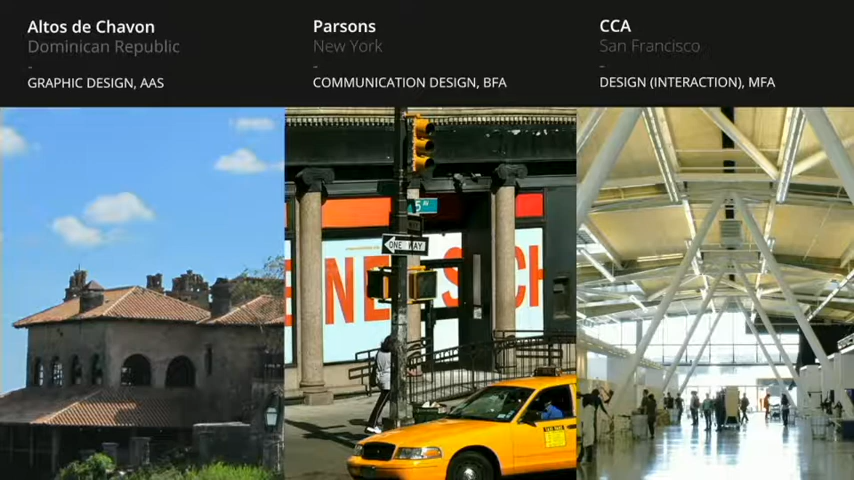 Altos de Chavon
Dominican Republic
-
GRAPHIC DESIGN, AAS
Parsons
New York
-
COMMUNICATION DESIGN, BFA
CCA
San Francisco
-
DESIGN (INTERACTION), MFA
5 AV
ONE WAY
NE
S
CH